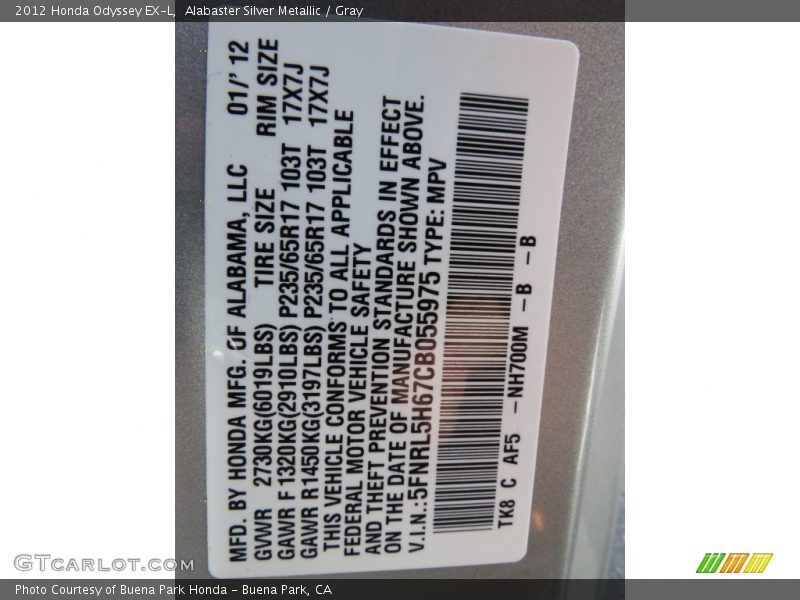 2012 Honda Odyssey EX-L,  Alabaster Silver Metallic / Gray
MFD. BY HONDA MFG. OF ALABAMA, LLC 01/'12
GVWR 2730KG(6019LBS) TIRE SIZE RIM SIZE
GAWR F 1320KG(2910LBS) P235/65R17 103T 17X7J
GAWR R 1450KG(3197LBS) P235/65R17 103T 17X7J
THIS VEHICLE CONFORMS TO ALL APPLICABLE
FEDERAL MOTOR VEHICLE SAFETY
AND THEFT PREVENTION STANDARDS IN EFFECT
ON THE DATE OF MANUFACTURE SHOWN ABOVE.
V.I.N.:5FNRL5H67CB055975 TYPE: MPV
TK8 C AF5 -NH700M -B -B
GTCarlot.com
Photo Courtesy of Buena Park Honda - Buena Park, CA